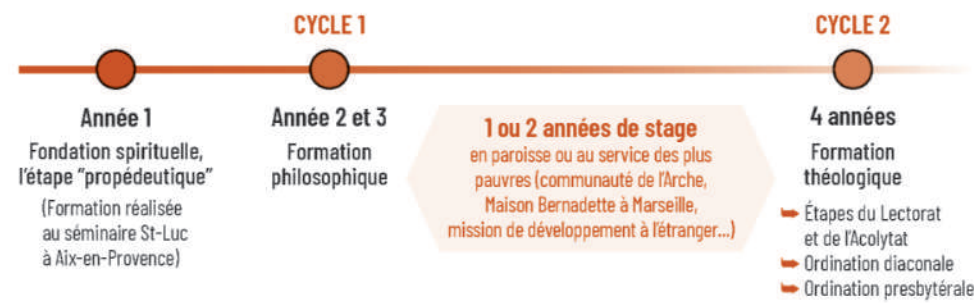 CYCLE 1
CYCLE 2
Année 1
Fondation spirituelle,
l'étape "propédeutique"
(Formation réalisée
au séminaire St-Luc
à Aix-en-Provence)
Année 2 et 3
Formation
philosophique
1 ou 2 années de stage
en paroisse ou au service des plus
pauvres (communauté de l'Arche,
Maison Bernadette à Marseille,
mission de développement à l'étranger...)
4 années
Formation
théologique
➥ Étapes du Lectorat
et de l'Acolytat
➥ Ordination diaconale
➥ Ordination presbytérale